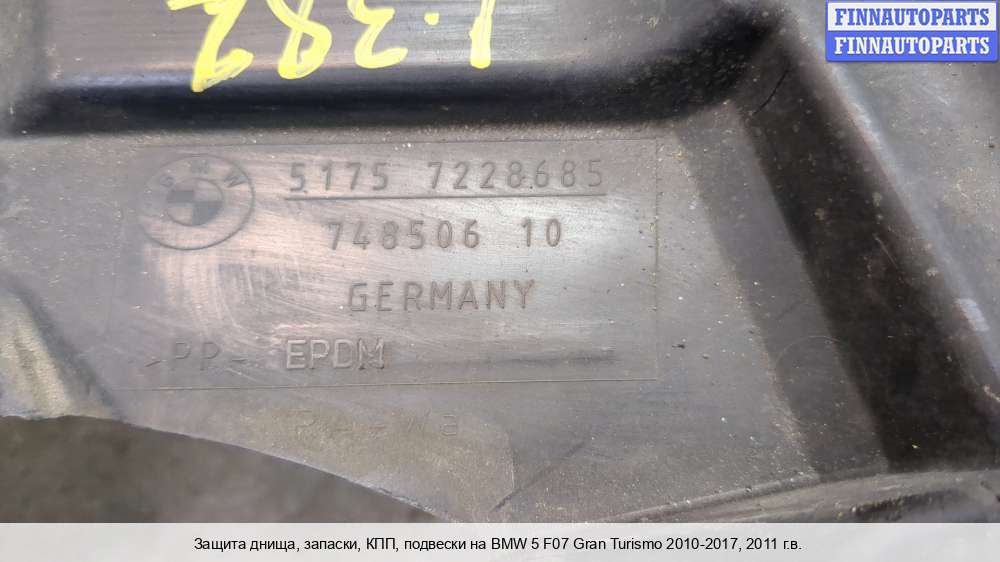 1.382
FINNAUTOPARTS
FINNAUTOPARTS
BMW
5175 7228685
748506 10
GERMANY
>PP- EPDM
Защита днища, запаски, КПП, подвески на BMW 5 F07 Gran Turismo 2010-2017, 2011 г.в.